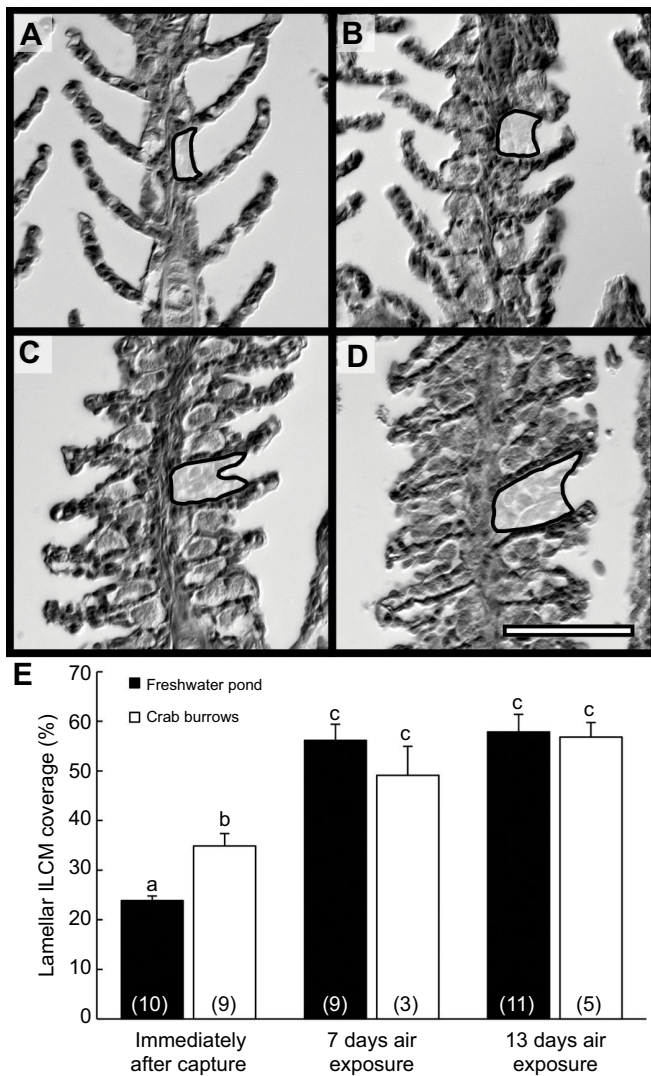 A
B
C
D
E
70
60
50
40
30
20
10
0
Lamellar ILCM coverage (%)
Freshwater pond
Crab burrows
a
b
c
c
c
c
(10)
(9)
(9)
(3)
(11)
(5)
Immediately
after capture
7 days air
exposure
13 days air
exposure